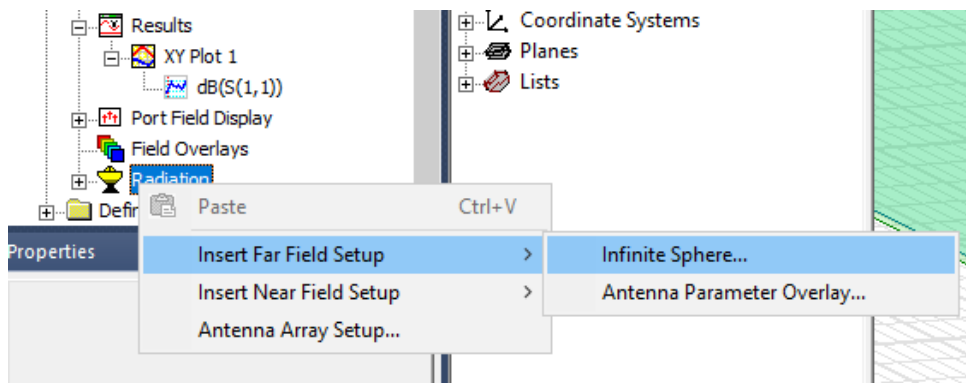 Results
XY Plot 1
dB(S(1,1))
Port Field Display
Field Overlays
Radiation
Defin
Coordinate Systems
Planes
Lists
Properties
Paste Ctrl+V
Insert Far Field Setup >
Insert Near Field Setup >
Antenna Array Setup...
Infinite Sphere...
Antenna Parameter Overlay...